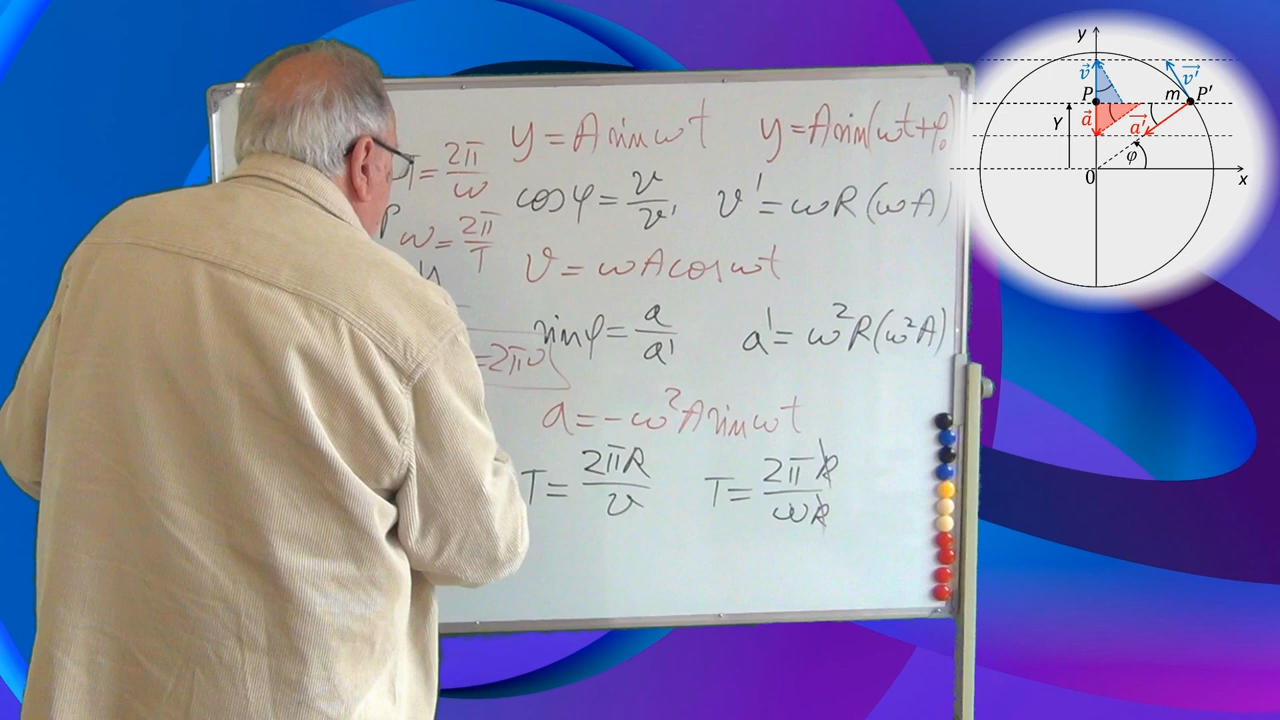 y = A sin ωt    y = A sin(ωt + φ₀)
T = 2π/ω
cos φ = v/v'    v' = ωR (ωA)
ω = 2π/T
v = ωA cos ωt
sin φ = a/a'    a' = ω²R (ω²A)
= 2πν
a = −ω²A sin ωt
T = 2πR/v    T = 2πR/ωR
y
v⃗
v⃗'
P
m
P'
Y
a⃗
a⃗'
φ
0
x